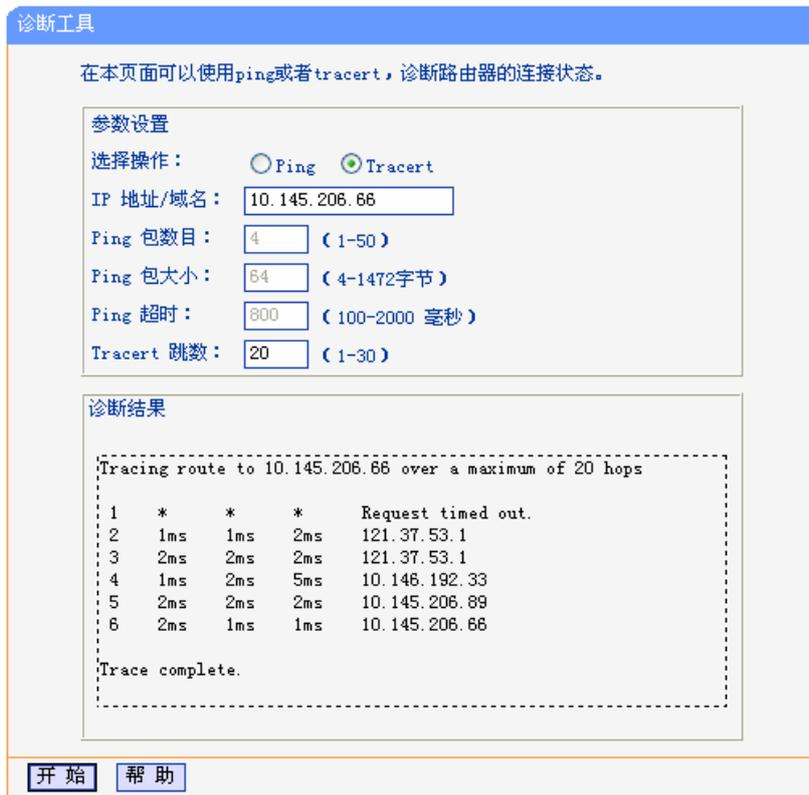 诊断工具
在本页面可以使用ping或者tracert，诊断路由器的连接状态。
参数设置
选择操作： Ping Tracert
IP 地址/域名： 10.145.206.66
Ping 包数目： 4 (1-50)
Ping 包大小： 64 (4-1472字节)
Ping 超时： 800 (100-2000 毫秒)
Tracert 跳数： 20 (1-30)
诊断结果
Tracing route to 10.145.206.66 over a maximum of 20 hops
1 * * * Request timed out.
2 1ms 1ms 2ms 121.37.53.1
3 2ms 2ms 2ms 121.37.53.1
4 1ms 2ms 5ms 10.146.192.33
5 2ms 2ms 2ms 10.145.206.89
6 2ms 1ms 1ms 10.145.206.66
Trace complete.
开 始 帮 助